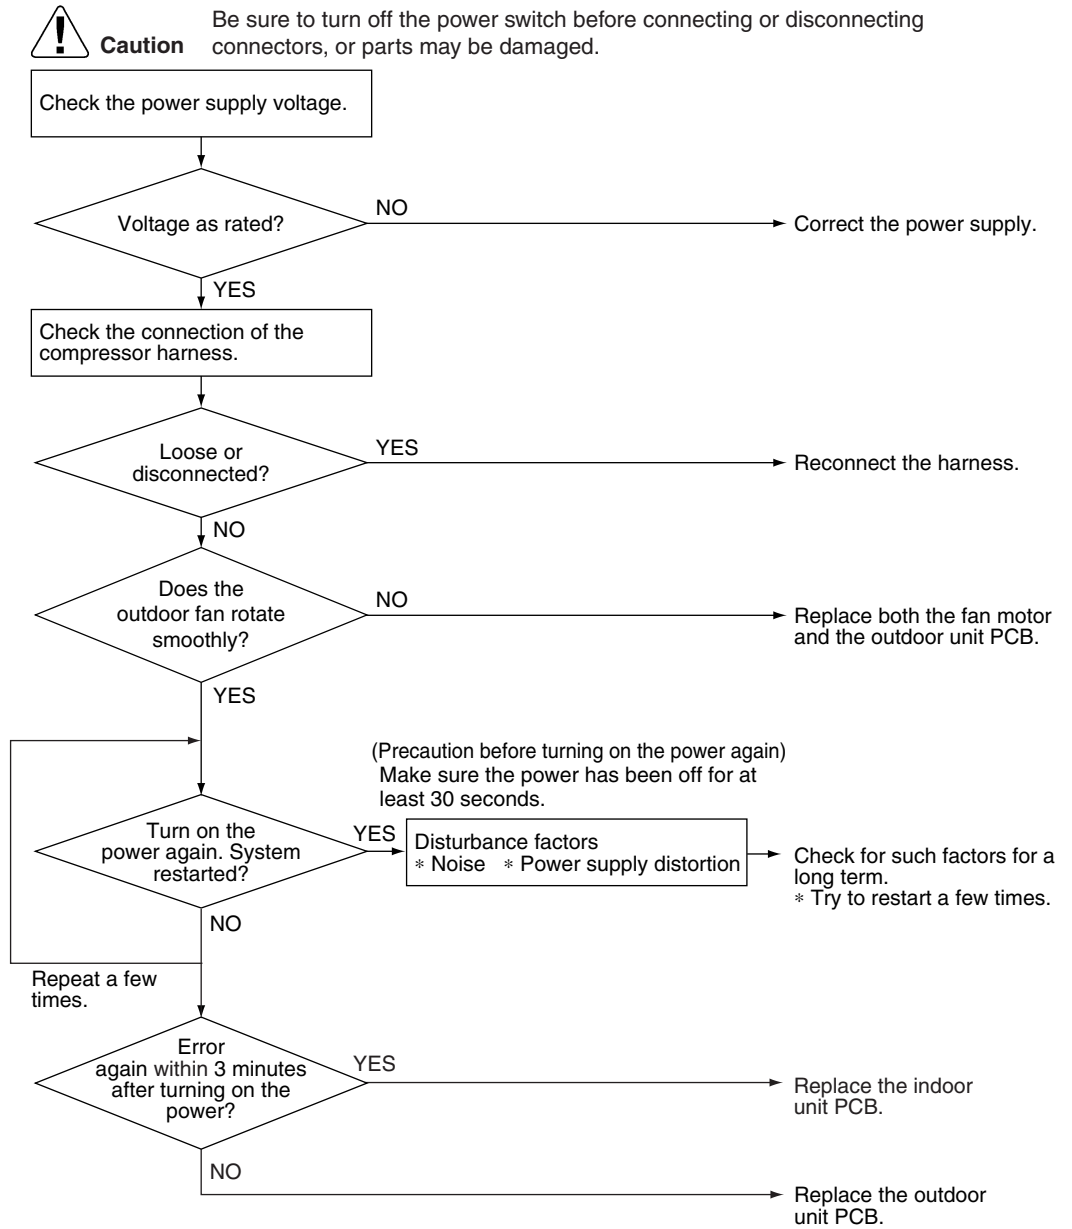 Be sure to turn off the power switch before connecting or disconnecting
Caution connectors, or parts may be damaged.
Check the power supply voltage.
Voltage as rated?
NO
Correct the power supply.
YES
Check the connection of the
compressor harness.
Loose or
disconnected?
YES
Reconnect the harness.
NO
Does the
outdoor fan rotate
smoothly?
NO
Replace both the fan motor
and the outdoor unit PCB.
YES
(Precaution before turning on the power again)
Make sure the power has been off for at
least 30 seconds.
Turn on the
power again. System
restarted?
YES
Disturbance factors
* Noise * Power supply distortion
Check for such factors for a
long term.
* Try to restart a few times.
NO
Repeat a few
times.
Error
again within 3 minutes
after turning on the
power?
YES
Replace the indoor
unit PCB.
NO
Replace the outdoor
unit PCB.